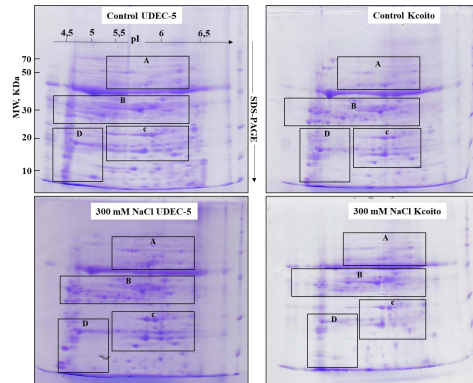 Control UDEC-5
Control Kcoito
4,5 5 5,5 6 6,5
pI
MW, KDa
70
50
30
20
10
SDS-PAGE
A
B
c
D
A
B
c
D
300 mM NaCl UDEC-5
300 mM NaCl Kcoito
A
B
c
D
A
B
c
D